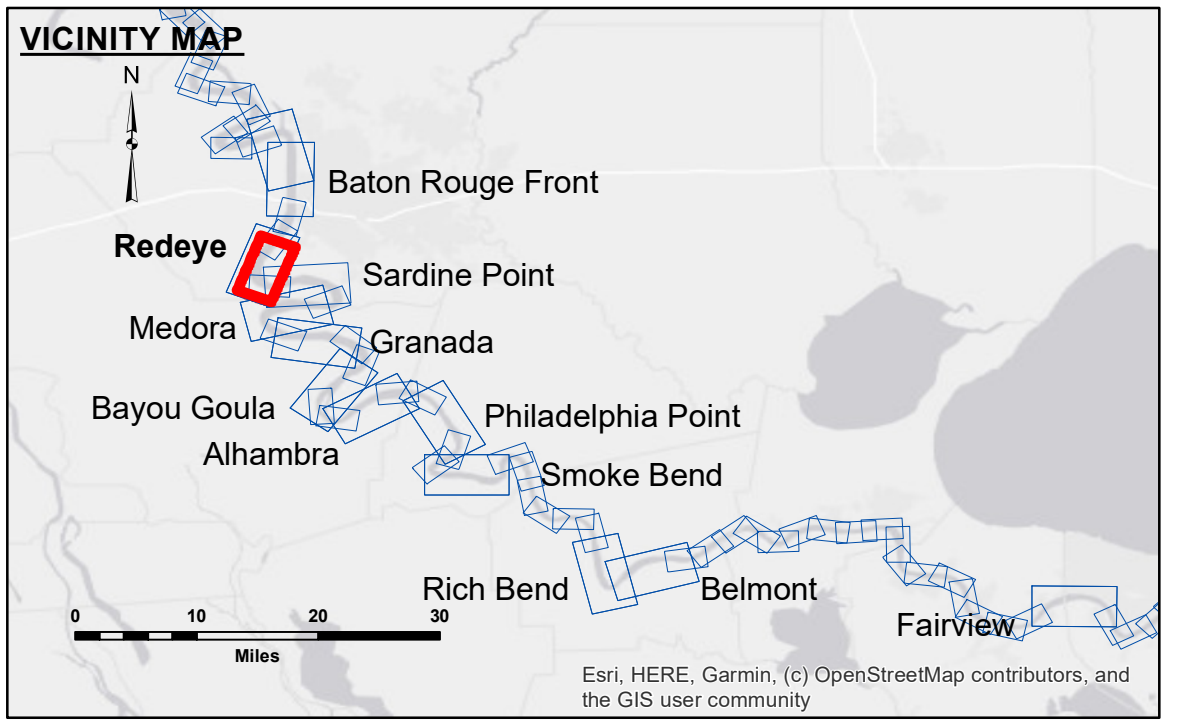 VICINITY MAP
N
Baton Rouge Front
Redeye
Sardine Point
Medora
Granada
Bayou Goula
Philadelphia Point
Alhambra
Smoke Bend
Rich Bend
Belmont
Fairview
0 10 20 30
Miles
Esri, HERE, Garmin, (c) OpenStreetMap contributors, and
the GIS user community